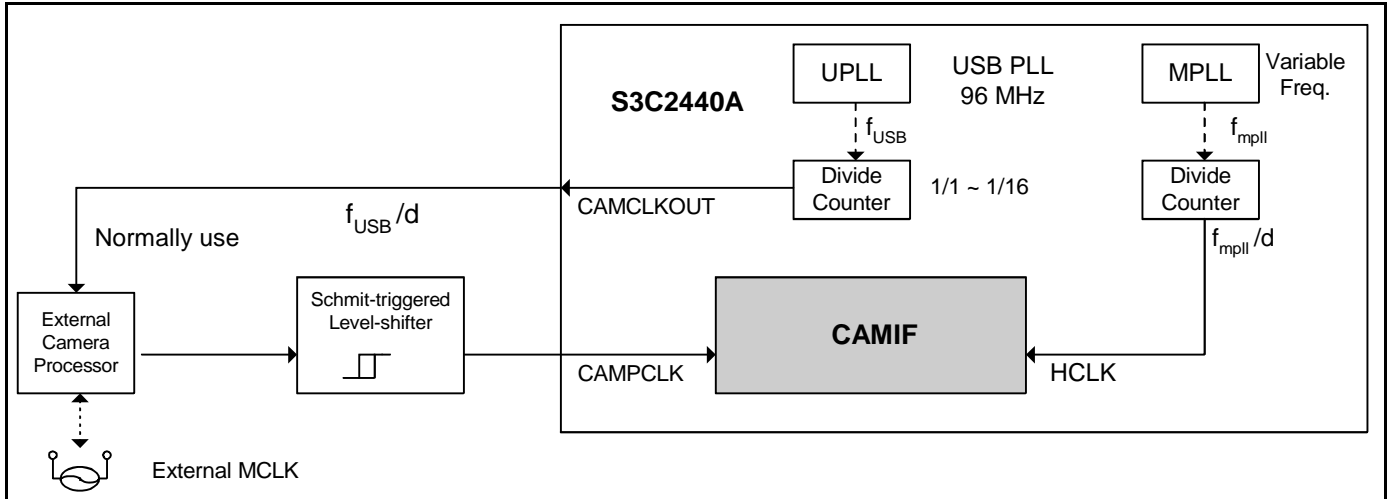 S3C2440A
UPLL
USB PLL
96 MHz
MPLL
Variable
Freq.
fUSB
fmpll
Divide
Counter
1/1 ~ 1/16
Divide
Counter
CAMCLKOUT
fUSB /d
fmpll /d
Normally use
External
Camera
Processor
Schmit-triggered
Level-shifter
CAMIF
CAMPCLK
HCLK
External MCLK